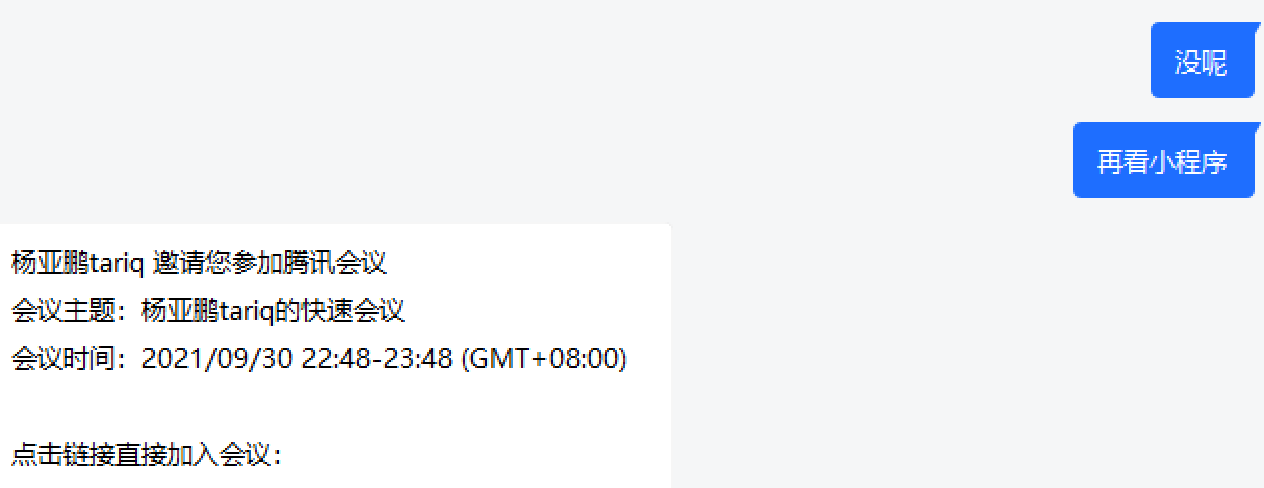 没呢
再看小程序
杨亚鹏tariq 邀请您参加腾讯会议
会议主题：杨亚鹏tariq的快速会议
会议时间：2021/09/30 22:48-23:48 (GMT+08:00)
点击链接直接加入会议：